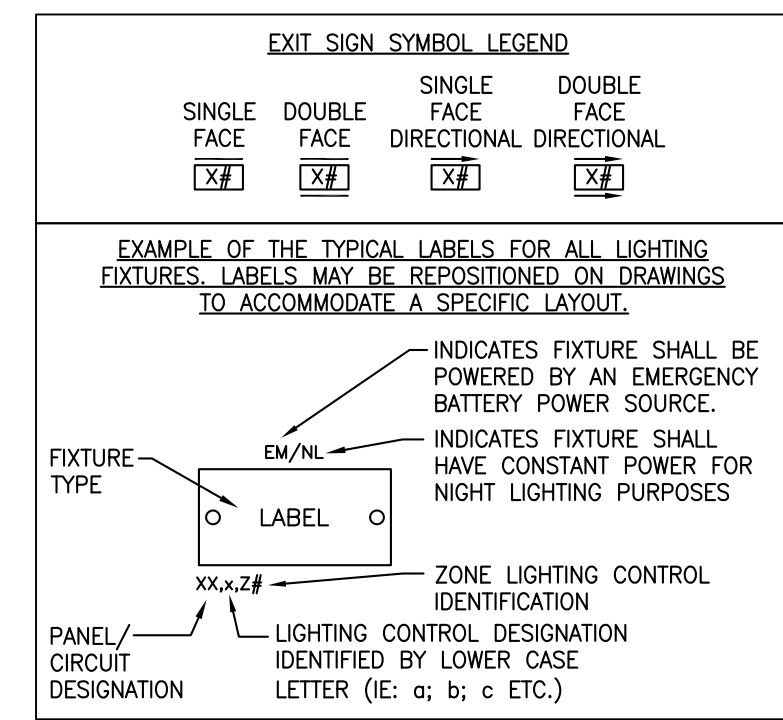 EXIT SIGN SYMBOL LEGEND
SINGLE
FACE
X#
DOUBLE
FACE
X#
SINGLE
FACE
DIRECTIONAL
X#
DOUBLE
FACE
DIRECTIONAL
X#
EXAMPLE OF THE TYPICAL LABELS FOR ALL LIGHTING
FIXTURES. LABELS MAY BE REPOSITIONED ON DRAWINGS
TO ACCOMMODATE A SPECIFIC LAYOUT.
INDICATES FIXTURE SHALL BE
POWERED BY AN EMERGENCY
BATTERY POWER SOURCE.
EM/NL
INDICATES FIXTURE SHALL
HAVE CONSTANT POWER FOR
NIGHT LIGHTING PURPOSES
FIXTURE
TYPE
LABEL
XX,x,Z#
ZONE LIGHTING CONTROL
IDENTIFICATION
PANEL/
CIRCUIT
DESIGNATION
LIGHTING CONTROL DESIGNATION
IDENTIFIED BY LOWER CASE
LETTER (IE: a; b; c ETC.)